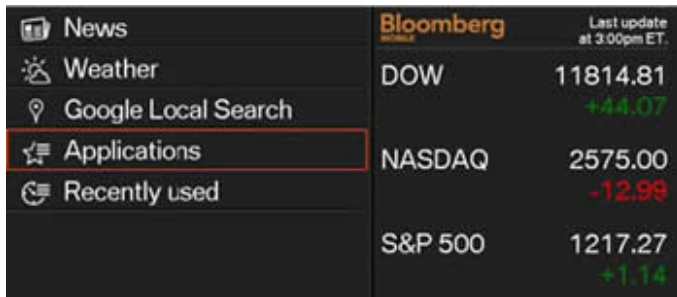 News
Weather
Google Local Search
Applications
Recently used
Bloomberg
MOBILE
Last update
at 3:00pm ET.
DOW 11814.81
+44.07
NASDAQ 2575.00
-12.99
S&P 500 1217.27
+1.14